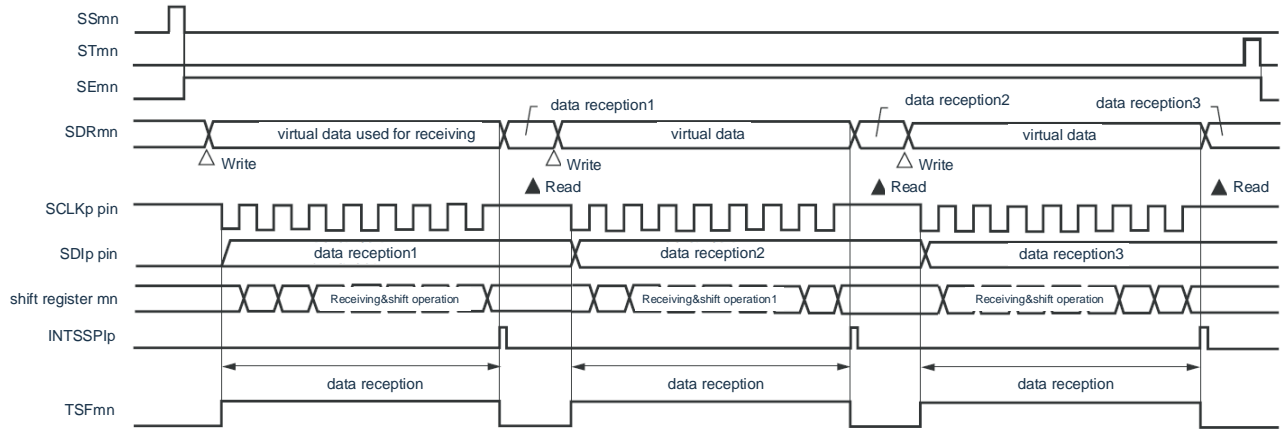 SSmn
STmn
SEmn
data reception1
data reception2
data reception3
SDRmn
virtual data used for receiving
virtual data
virtual data
Write
Write
Write
Read
Read
Read
SCLKp pin
SDIp pin
data reception1
data reception2
data reception3
shift register mn
Receiving&shift operation
Receiving&shift operation1
Receiving&shift operation
INTSSPIp
data reception
data reception
data reception
TSFmn